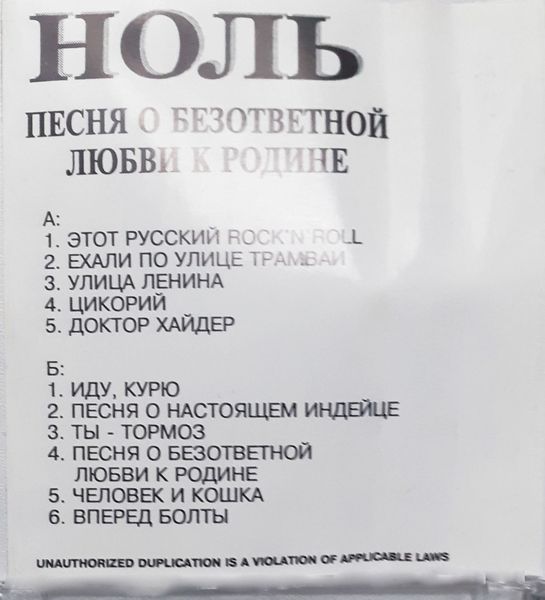 НОЛЬ
ПЕСНЯ О БЕЗОТВЕТНОЙ
ЛЮБВИ К РОДИНЕ
А:
1. ЭТОТ РУССКИЙ ROCK'N'ROLL
2. ЕХАЛИ ПО УЛИЦЕ ТРАМВАИ
3. УЛИЦА ЛЕНИНА
4. ЦИКОРИЙ
5. ДОКТОР ХАЙДЕР
Б:
1. ИДУ, КУРЮ
2. ПЕСНЯ О НАСТОЯЩЕМ ИНДЕЙЦЕ
3. ТЫ - ТОРМОЗ
4. ПЕСНЯ О БЕЗОТВЕТНОЙ
ЛЮБВИ К РОДИНЕ
5. ЧЕЛОВЕК И КОШКА
6. ВПЕРЕД БОЛТЫ
UNAUTHORIZED DUPLICATION IS A VIOLATION OF APPLICABLE LAWS